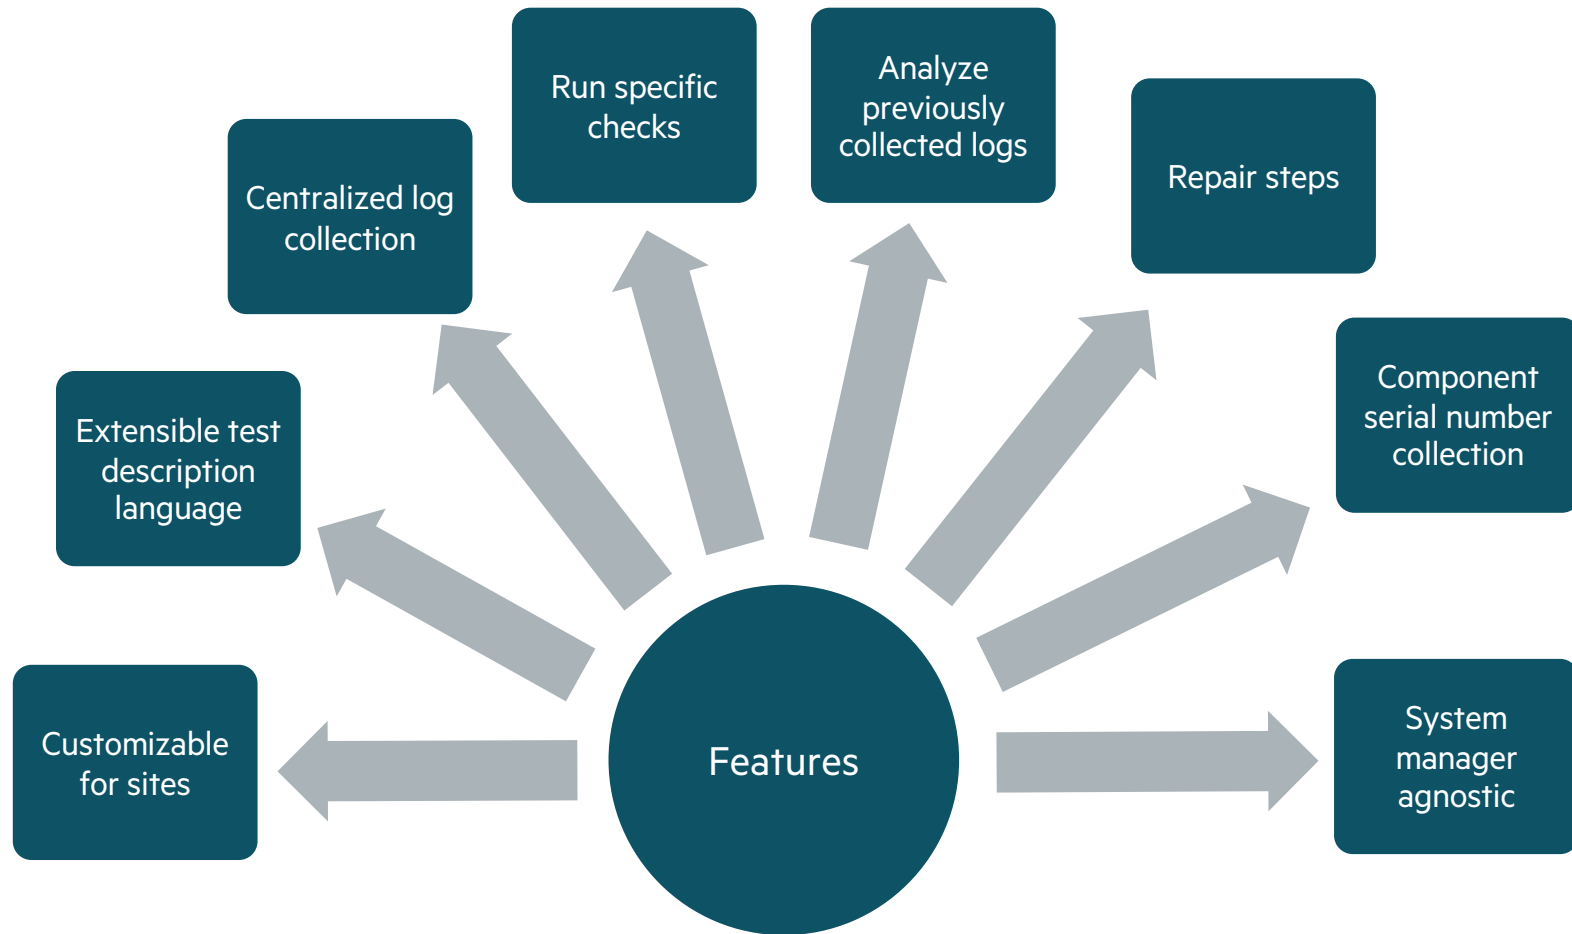 Customizable
for sites
Extensible test
description
language
Centralized log
collection
Run specific
checks
Analyze
previously
collected logs
Repair steps
Component
serial number
collection
System
manager
agnostic
Features